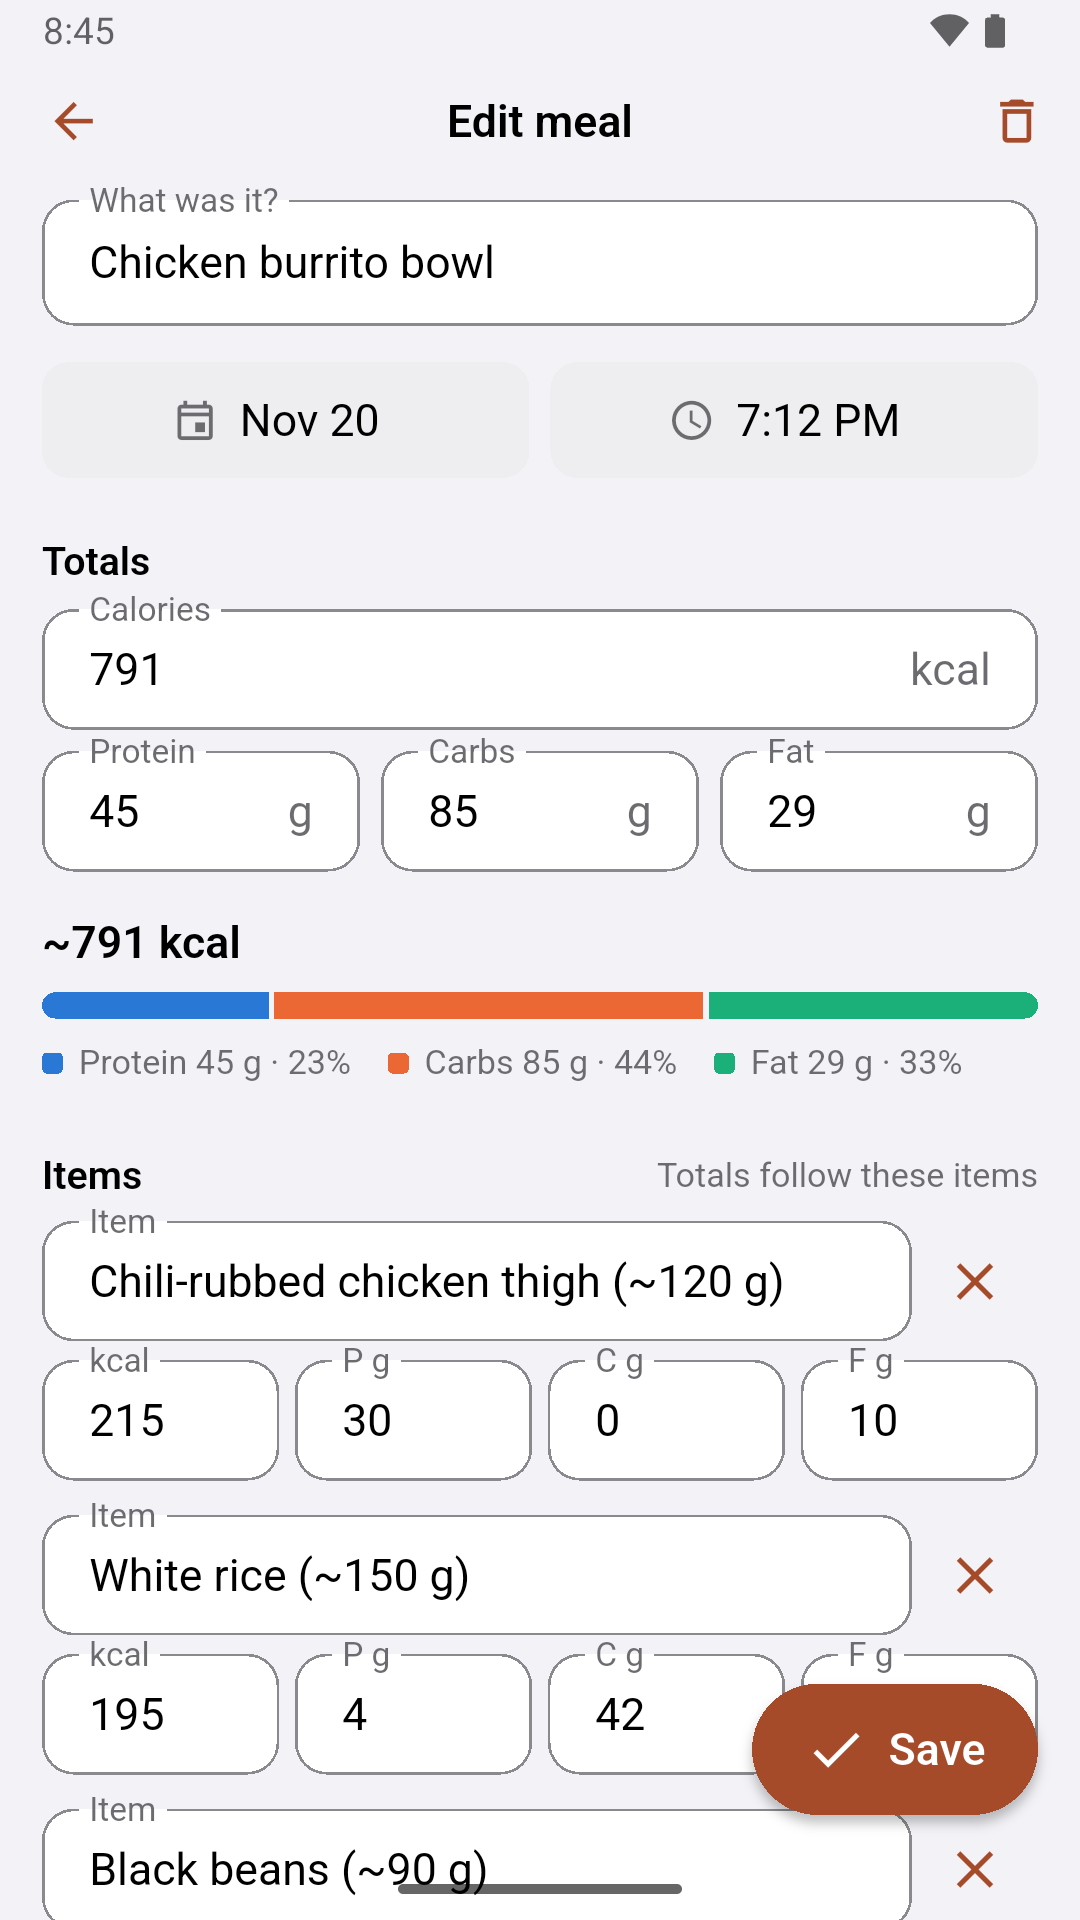 8:45
Edit meal
What was it?
Chicken burrito bowl
Nov 20
7:12 PM
Totals
Calories
791 kcal
Protein Carbs Fat
45 g 85 g 29 g
~791 kcal
Protein 45 g · 23% Carbs 85 g · 44% Fat 29 g · 33%
Items Totals follow these items
Item
Chili-rubbed chicken thigh (~120 g)
kcal P g C g F g
215 30 0 10
Item
White rice (~150 g)
kcal P g C g F g
195 4 42
Save
Item
Black beans (~90 g)